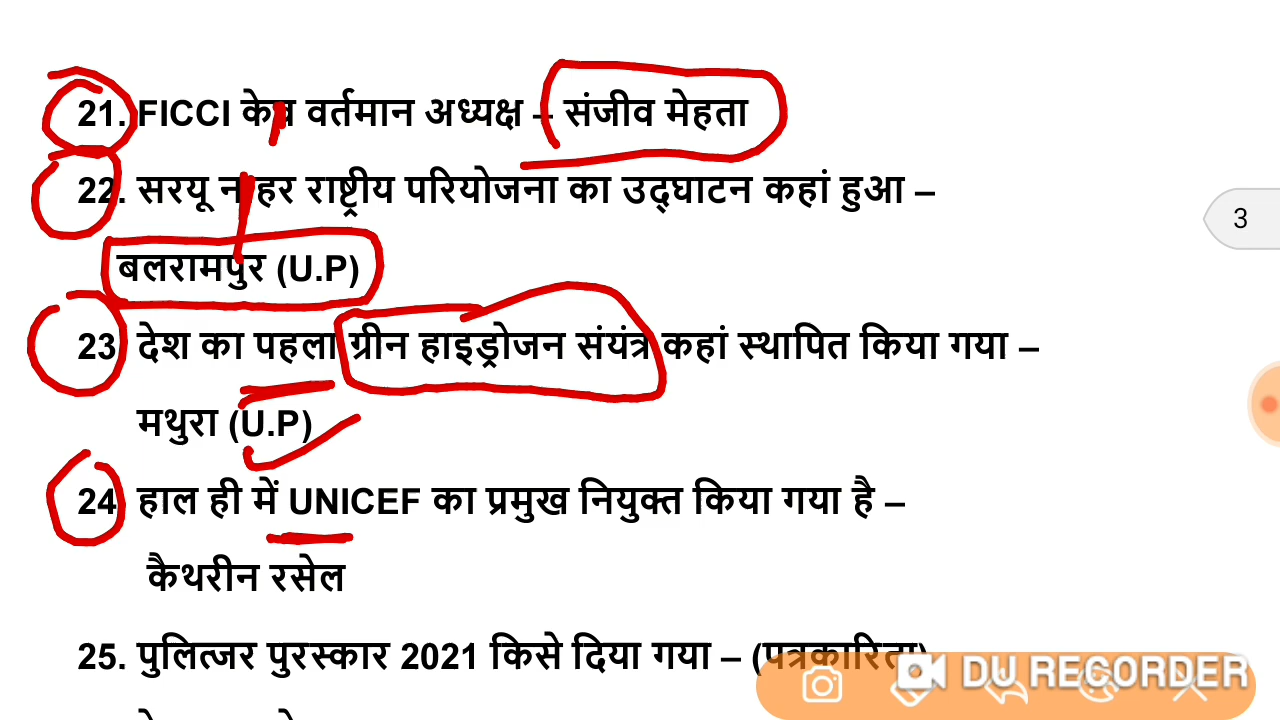 21. FICCI केव वर्तमान अध्यक्ष – संजीव मेहता
22. सरयू नाहर राष्ट्रीय परियोजना का उद्घाटन कहां हुआ –
बलरामपुर (U.P)
3
23. देश का पहला ग्रीन हाइड्रोजन संयंत्र कहां स्थापित किया गया –
मथुरा (U.P)
24. हाल ही में UNICEF का प्रमुख नियुक्त किया गया है –
कैथरीन रसेल
25. पुलित्जर पुरस्कार 2021 किसे दिया गया – (पत्रकारिता)
DU RECORDER